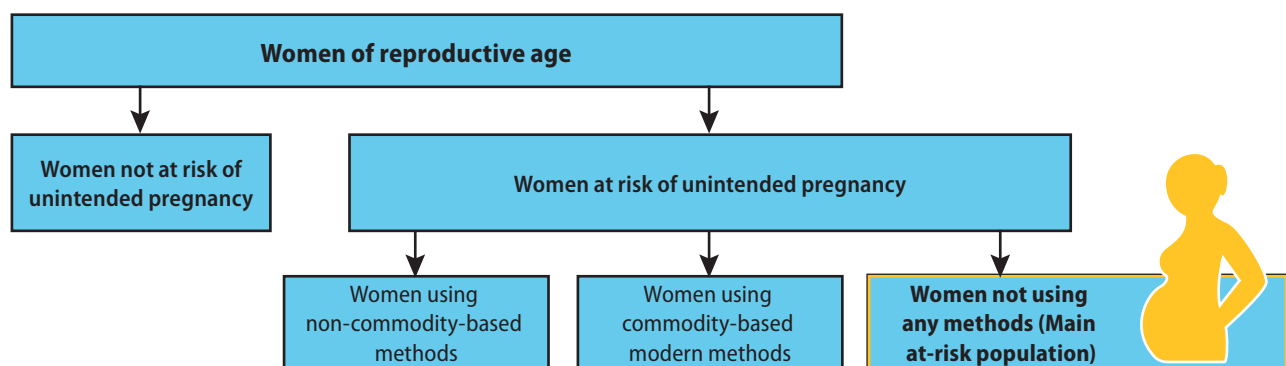 Women of reproductive age
Women not at risk of
unintended pregnancy
Women at risk of unintended pregnancy
Women using
non-commodity-based
methods
Women using
commodity-based
modern methods
Women not using
any methods (Main
at-risk population)